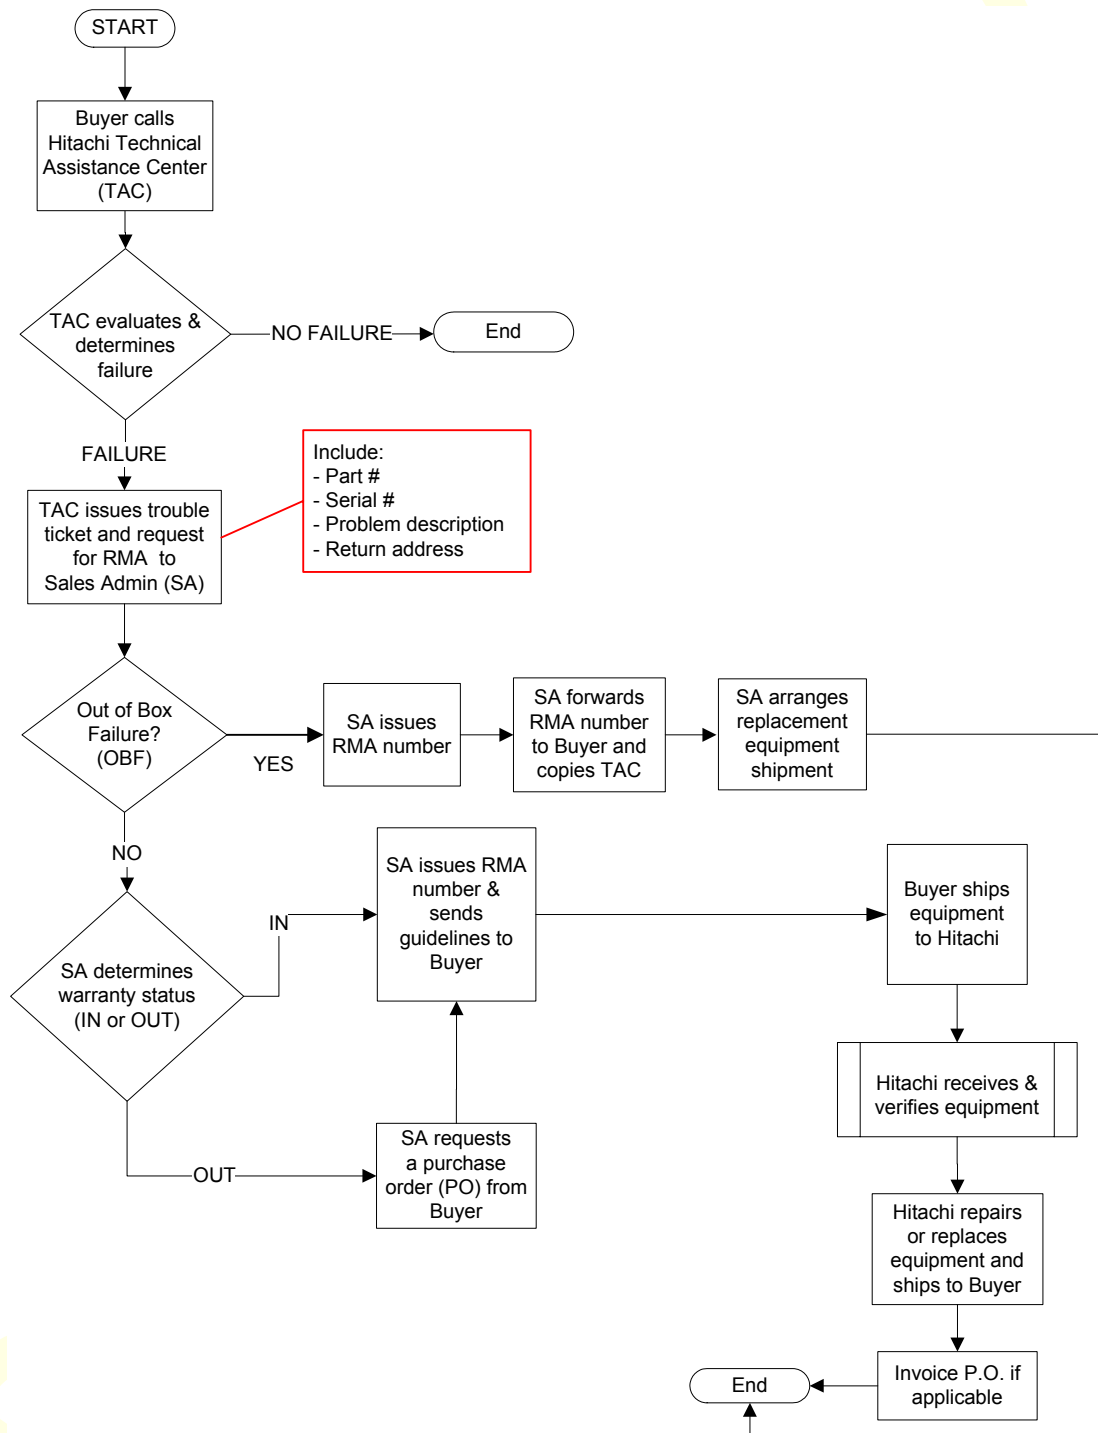 START
Buyer calls
Hitachi Technical
Assistance Center
(TAC)
TAC evaluates &
determines
failure
NO FAILURE
End
FAILURE
Include:
- Part #
- Serial #
- Problem description
- Return address
TAC issues trouble
ticket and request
for RMA to
Sales Admin (SA)
Out of Box
Failure?
(OBF)
YES
SA issues
RMA number
SA forwards
RMA number
to Buyer and
copies TAC
SA arranges
replacement
equipment
shipment
NO
SA determines
warranty status
(IN or OUT)
IN
SA issues RMA
number &
sends
guidelines to
Buyer
Buyer ships
equipment
to Hitachi
Hitachi receives &
verifies equipment
OUT
SA requests
a purchase
order (PO) from
Buyer
Hitachi repairs
or replaces
equipment and
ships to Buyer
Invoice P.O. if
applicable
End